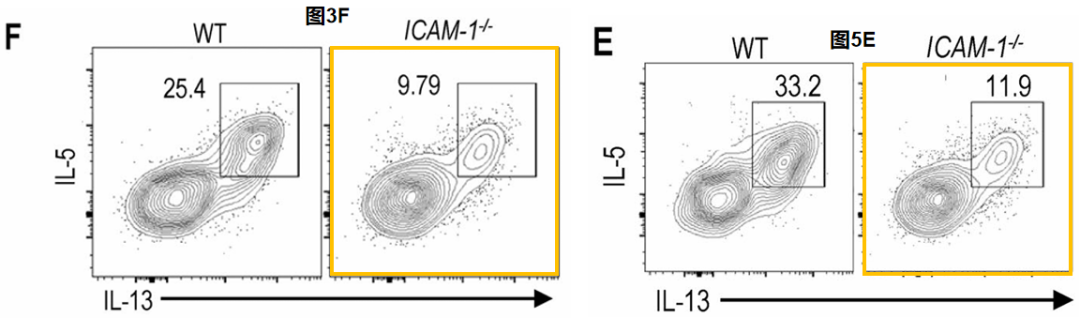 F
图3F
WT
ICAM-1-/-
25.4
9.79
IL-5
IL-13
E
图5E
WT
ICAM-1-/-
33.2
11.9
IL-5
IL-13